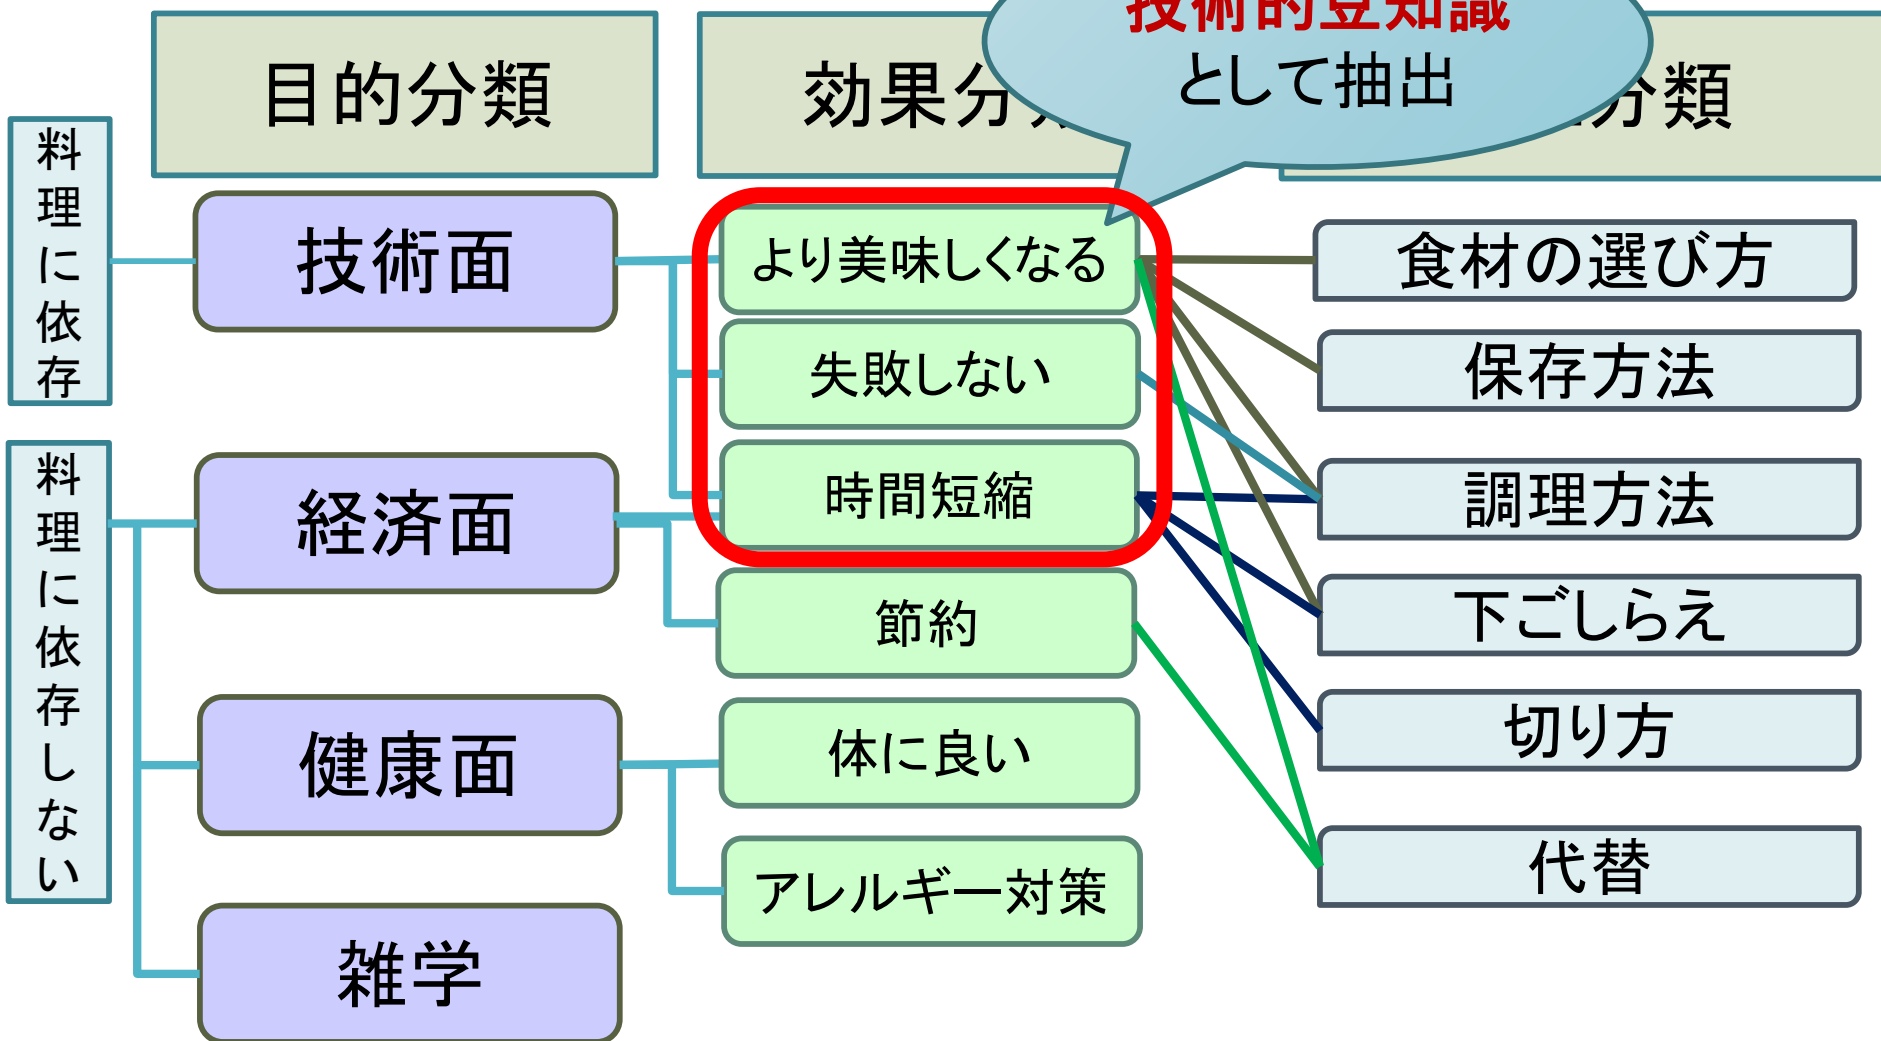 技術的豆知識
として抽出
目的分類
効果分
分類
料理に依存
技術面
より美味しくなる
食材の選び方
失敗しない
保存方法
料理に依存しない
経済面
時間短縮
調理方法
節約
下ごしらえ
健康面
体に良い
切り方
アレルギー対策
代替
雑学